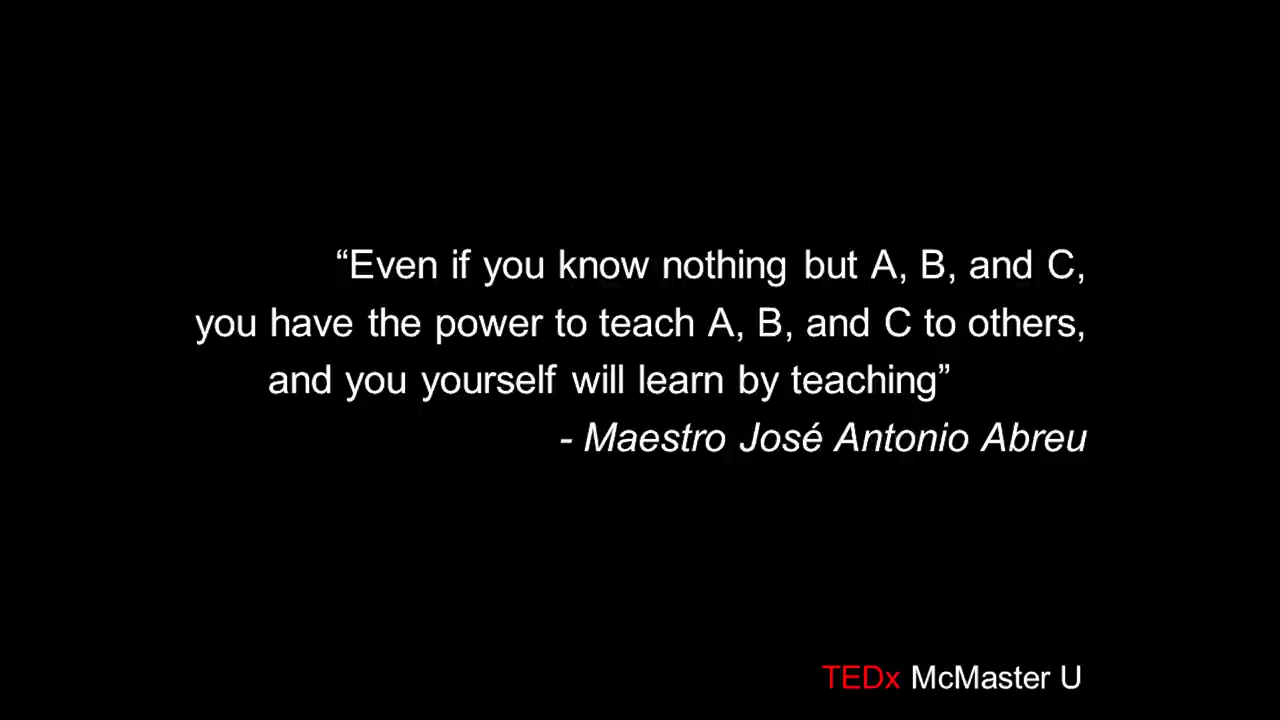 “Even if you know nothing but A, B, and C,
you have the power to teach A, B, and C to others,
and you yourself will learn by teaching”
- Maestro José Antonio Abreu
TEDx McMaster U